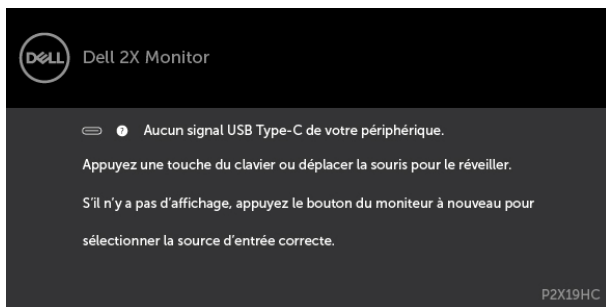 DELL Dell 2X Monitor
? Aucun signal USB Type-C de votre périphérique.
Appuyez une touche du clavier ou déplacer la souris pour le réveiller.
S'il n'y a pas d'affichage, appuyez le bouton du moniteur à nouveau pour
sélectionner la source d'entrée correcte.
P2X19HC